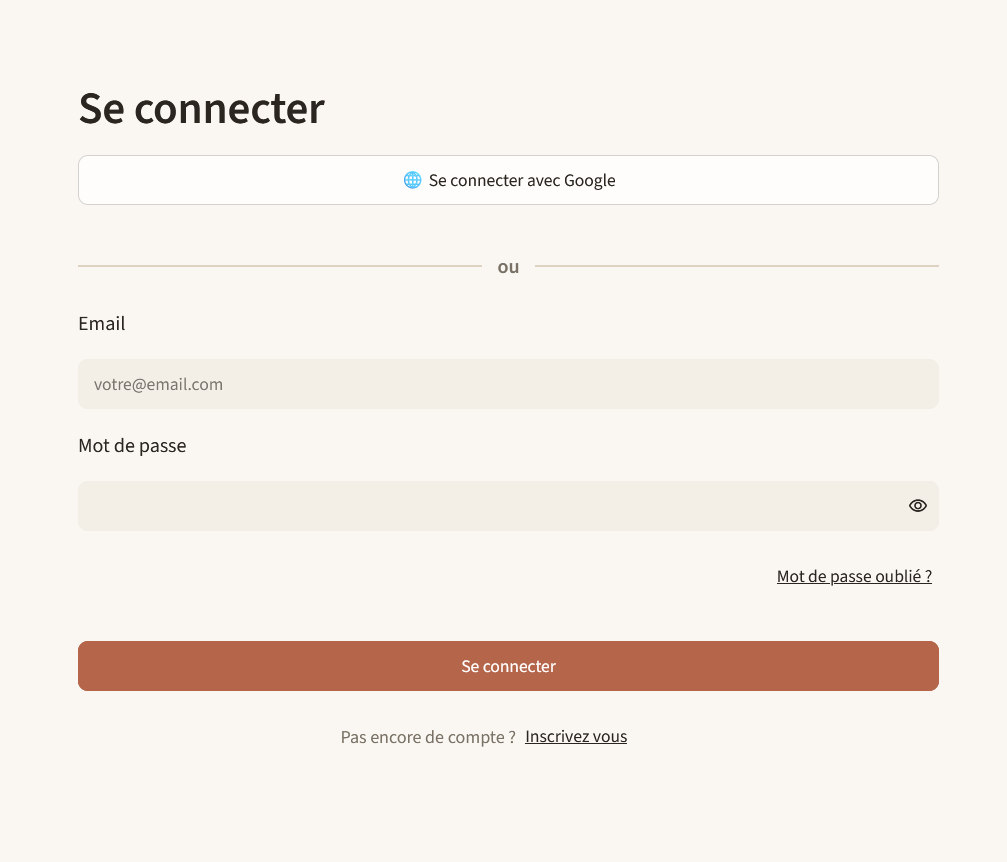 Se connecter
Se connecter avec Google
ou
Email
votre@email.com
Mot de passe
Mot de passe oublié ?
Se connecter
Pas encore de compte ? Inscrivez vous